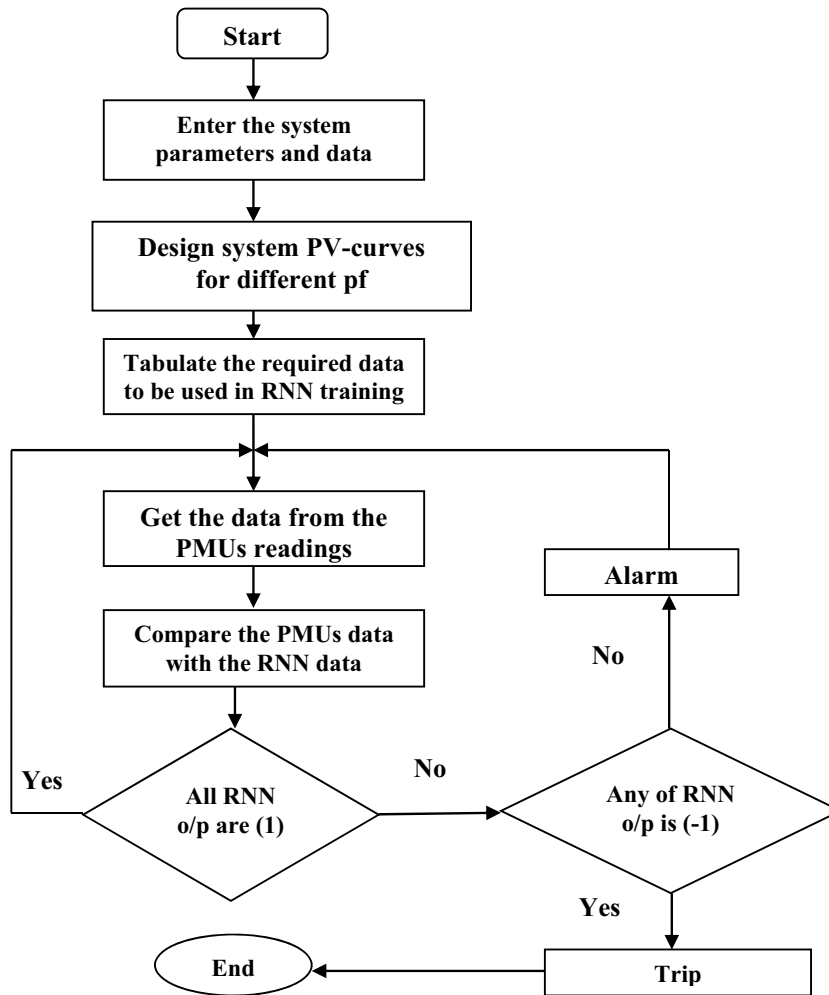 Start
Enter the system
parameters and data
Design system PV-curves
for different pf
Tabulate the required data
to be used in RNN training
Get the data from the
PMUs readings
Alarm
Compare the PMUs data
with the RNN data
No
Yes
No
All RNN
o/p are (1)
Any of RNN
o/p is (-1)
Yes
End
Trip